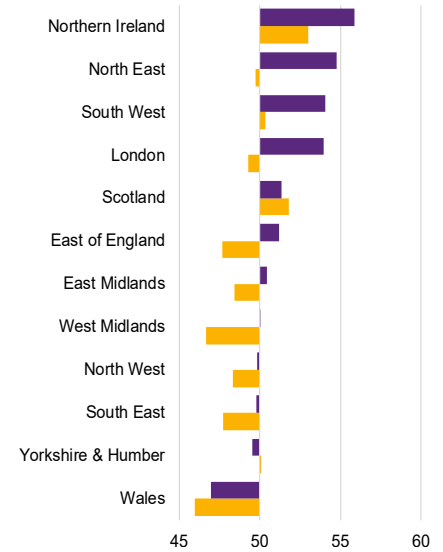 Northern Ireland
North East
South West
London
Scotland
East of England
East Midlands
West Midlands
North West
South East
Yorkshire & Humber
Wales
45 50 55 60